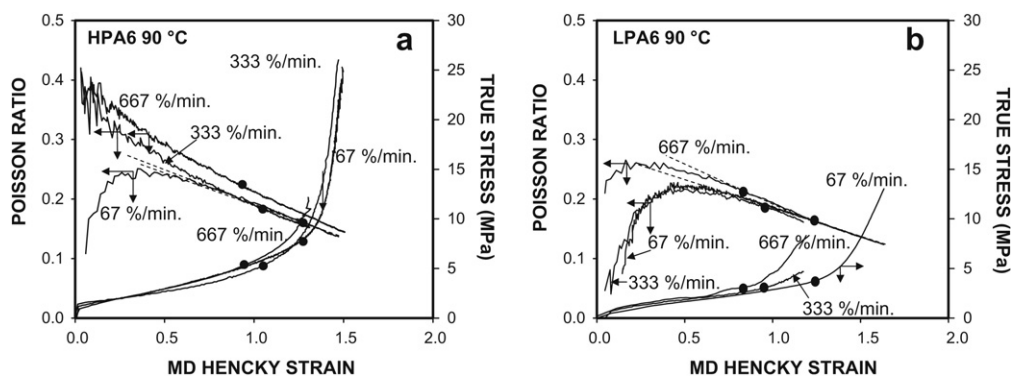 HPA6 90 °C
a
POISSON RATIO
0.5
0.4
0.3
0.2
0.1
0.0
TRUE STRESS (MPa)
30
25
20
15
10
5
0
333 %/min.
667 %/min.
333 %/min.
67 %/min.
67 %/min.
667 %/min.
0.0
0.5
1.0
1.5
2.0
MD HENCKY STRAIN
LPA6 90 °C
b
POISSON RATIO
0.5
0.4
0.3
0.2
0.1
0.0
TRUE STRESS (MPa)
30
25
20
15
10
5
0
667 %/min.
67 %/min.
67 %/min.
667 %/min.
333 %/min.
333 %/min.
0.0
0.5
1.0
1.5
2.0
MD HENCKY STRAIN